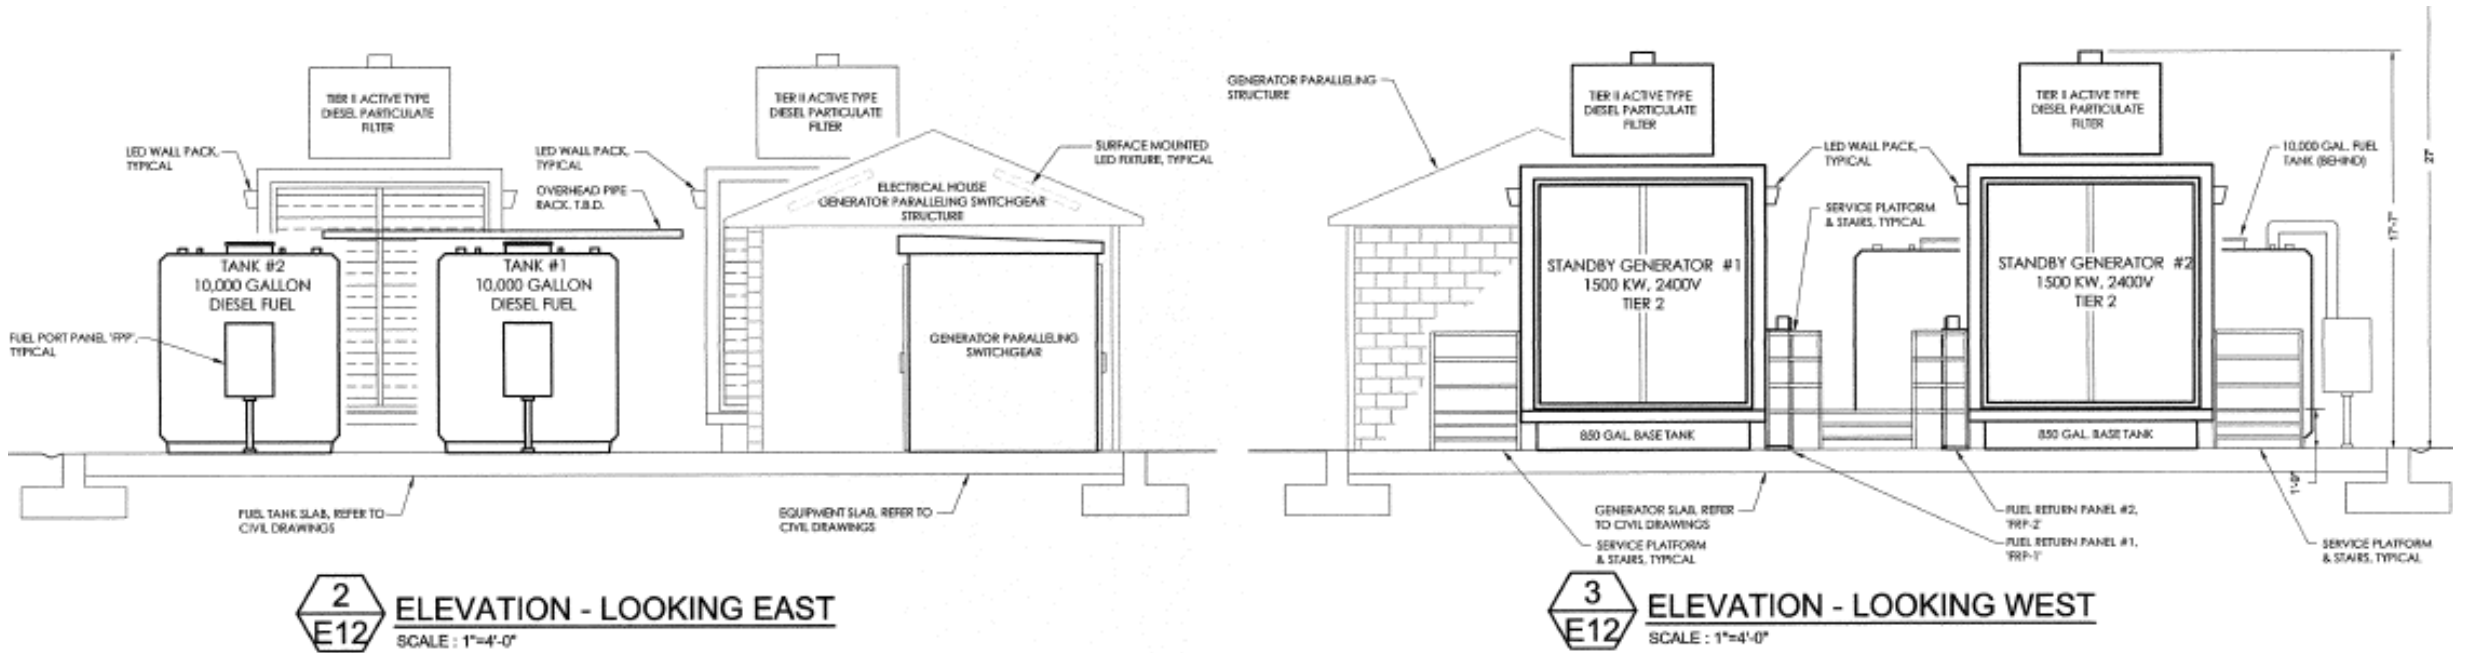 TIER II ACTIVE TYPE
DIESEL PARTICULATE
FILTER
TIER II ACTIVE TYPE
DIESEL PARTICULATE
FILTER
LED WALL PACK,
TYPICAL
LED WALL PACK,
TYPICAL
OVERHEAD PIPE
RACK, T.B.D.
SURFACE MOUNTED
LED FIXTURE, TYPICAL
ELECTRICAL HOUSE
GENERATOR PARALLELING SWITCHGEAR
STRUCTURE
TANK #2
10,000 GALLON
DIESEL FUEL
TANK #1
10,000 GALLON
DIESEL FUEL
FUEL PORT PANEL 'FPP',
TYPICAL
GENERATOR PARALLELING
SWITCHGEAR
FUEL TANK SLAB, REFER TO
CIVIL DRAWINGS
EQUIPMENT SLAB, REFER TO
CIVIL DRAWINGS
2
E12
ELEVATION - LOOKING EAST
SCALE : 1"=4'-0"
GENERATOR PARALLELING
STRUCTURE
TIER II ACTIVE TYPE
DIESEL PARTICULATE
FILTER
TIER II ACTIVE TYPE
DIESEL PARTICULATE
FILTER
LED WALL PACK,
TYPICAL
10,000 GAL. FUEL
TANK (BEHIND)
27'
17'-7"
SERVICE PLATFORM
& STAIRS, TYPICAL
STANDBY GENERATOR #1
1500 KW, 2400V
TIER 2
STANDBY GENERATOR #2
1500 KW, 2400V
TIER 2
850 GAL. BASE TANK
850 GAL. BASE TANK
1'-0"
GENERATOR SLAB, REFER
TO CIVIL DRAWINGS
SERVICE PLATFORM
& STAIRS, TYPICAL
FUEL RETURN PANEL #2,
'FRP-2'
FUEL RETURN PANEL #1,
'FRP-1'
SERVICE PLATFORM
& STAIRS, TYPICAL
3
E12
ELEVATION - LOOKING WEST
SCALE : 1"=4'-0"